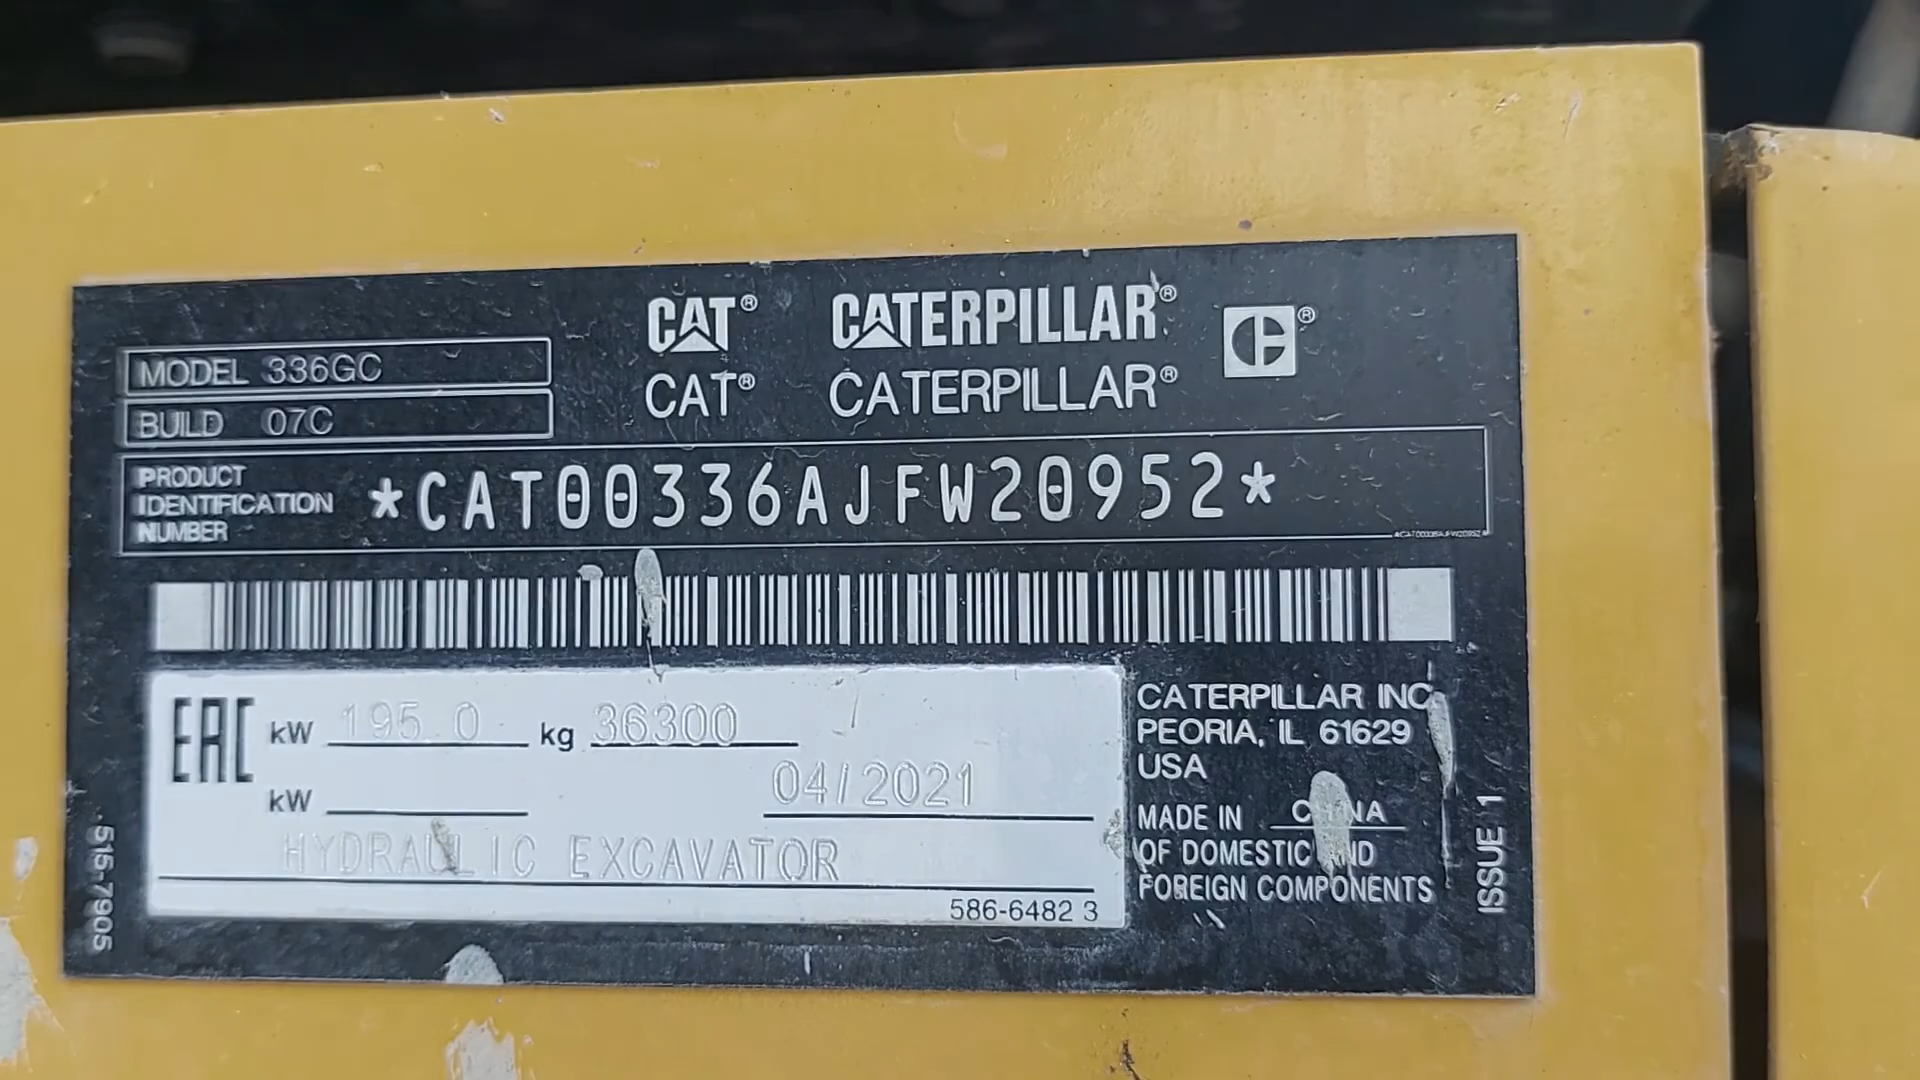 CAT® CATERPILLAR®
CAT® CATERPILLAR®
MODEL 336GC
BUILD 07C
PRODUCT
IDENTIFICATION
NUMBER
*CAT00336AJFW20952*
EAC kW 195.0 kg 36300
kW 04/2021
HYDRAULIC EXCAVATOR
586-6482 3
CATERPILLAR INC
PEORIA, IL 61629
USA
MADE IN CHINA
OF DOMESTIC AND
FOREIGN COMPONENTS
ISSUE 1
515-7905